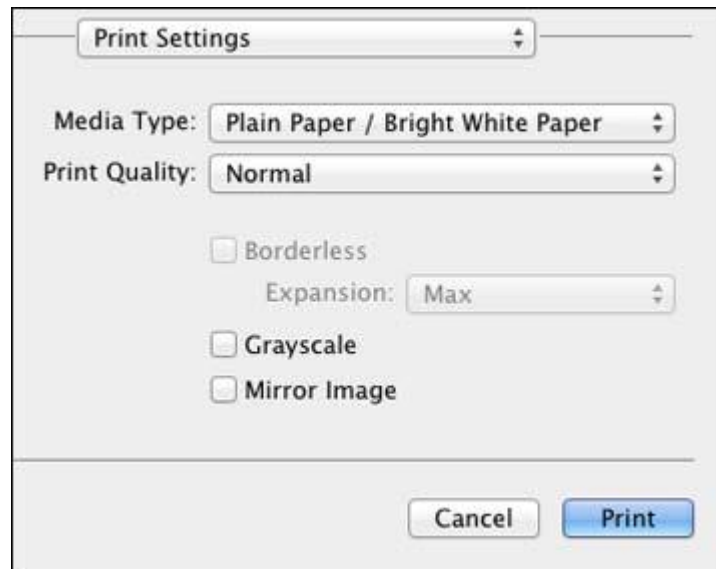 Print Settings
Media Type: Plain Paper / Bright White Paper
Print Quality: Normal
Borderless
Expansion: Max
Grayscale
Mirror Image
Cancel Print